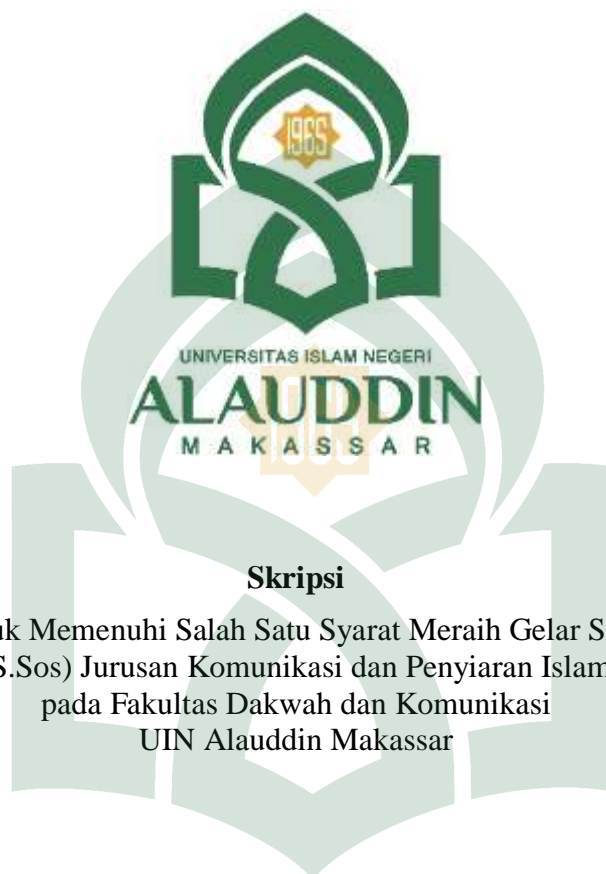 1965
UNIVERSITAS ISLAM NEGERI
ALAUDDIN
MAKASSAR
Skripsi
uk Memenuhi Salah Satu Syarat Meraih Gelar S
S.Sos) Jurusan Komunikasi dan Penyiaran Islam
pada Fakultas Dakwah dan Komunikasi
UIN Alauddin Makassar